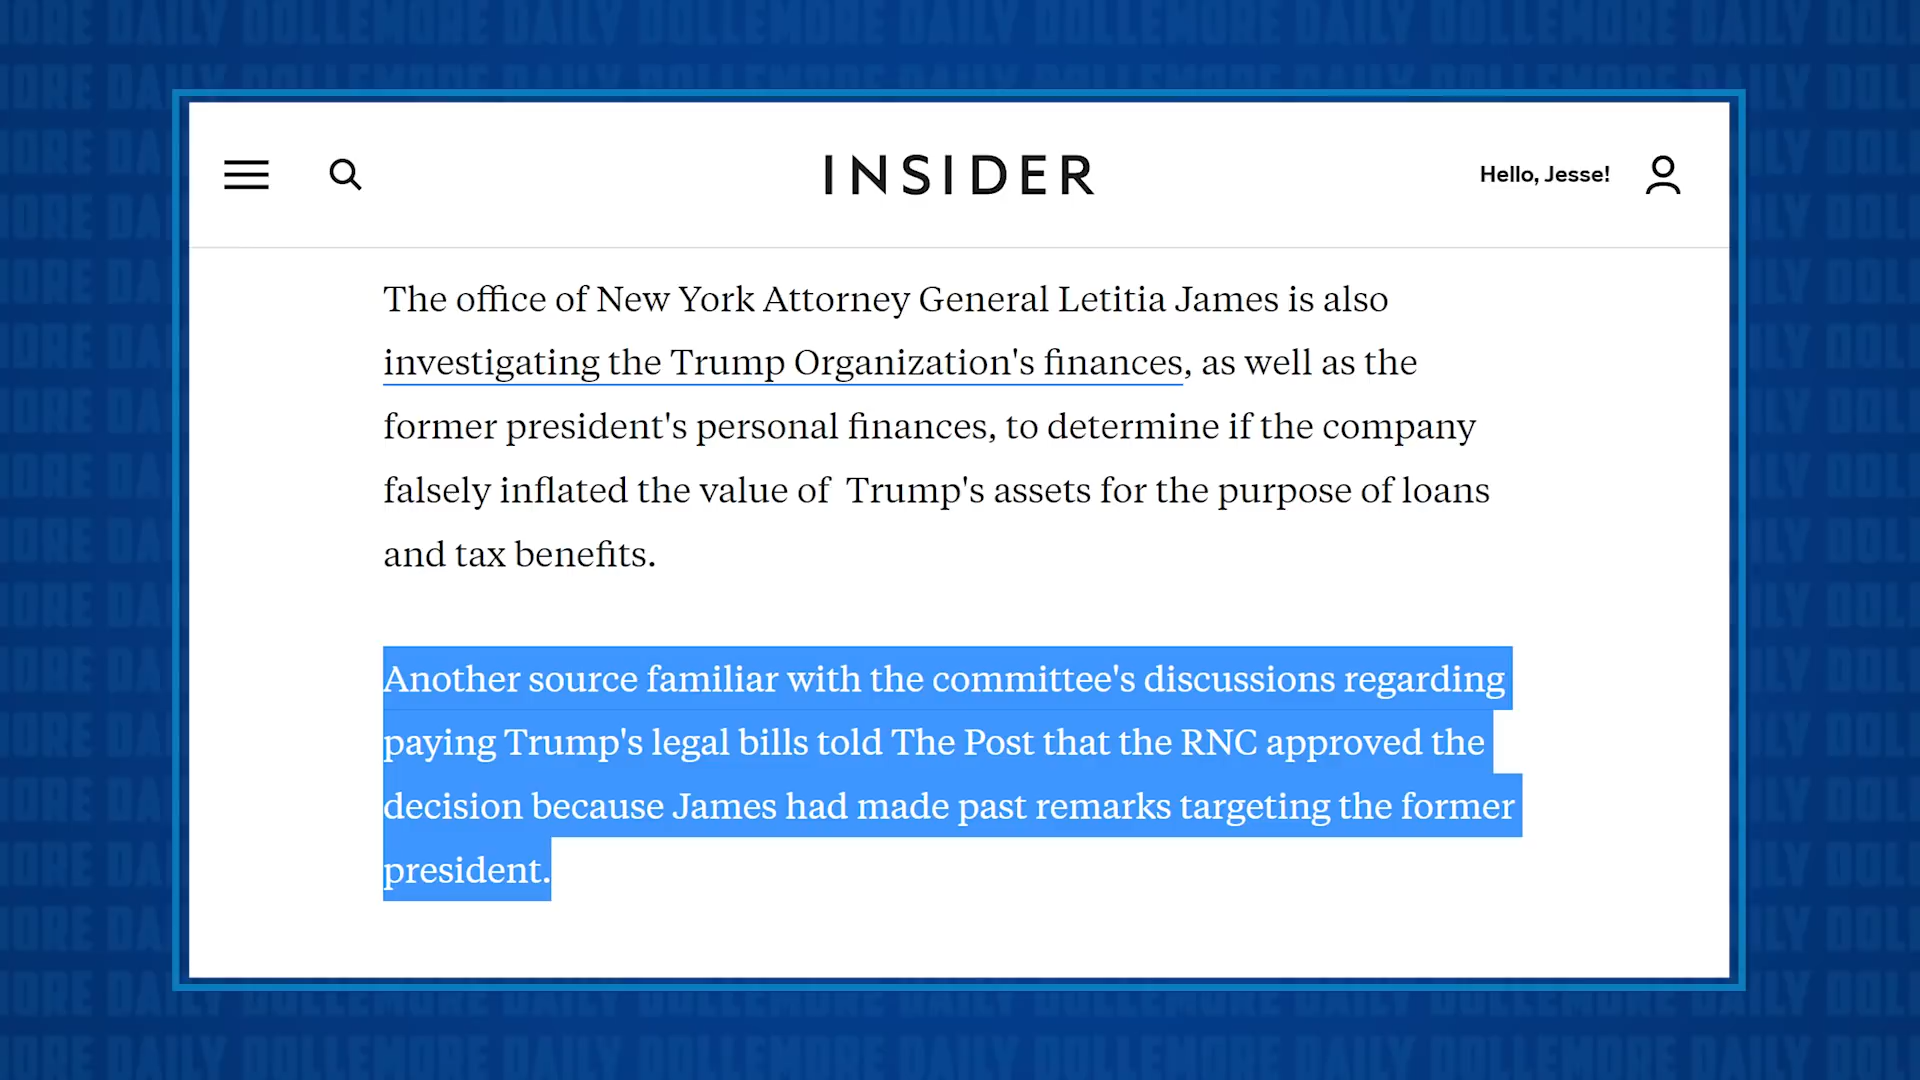 INSIDER
Hello, Jesse!
The office of New York Attorney General Letitia James is also
investigating the Trump Organization's finances, as well as the
former president's personal finances, to determine if the company
falsely inflated the value of  Trump's assets for the purpose of loans
and tax benefits.
Another source familiar with the committee's discussions regarding
paying Trump's legal bills told The Post that the RNC approved the
decision because James had made past remarks targeting the former
president.